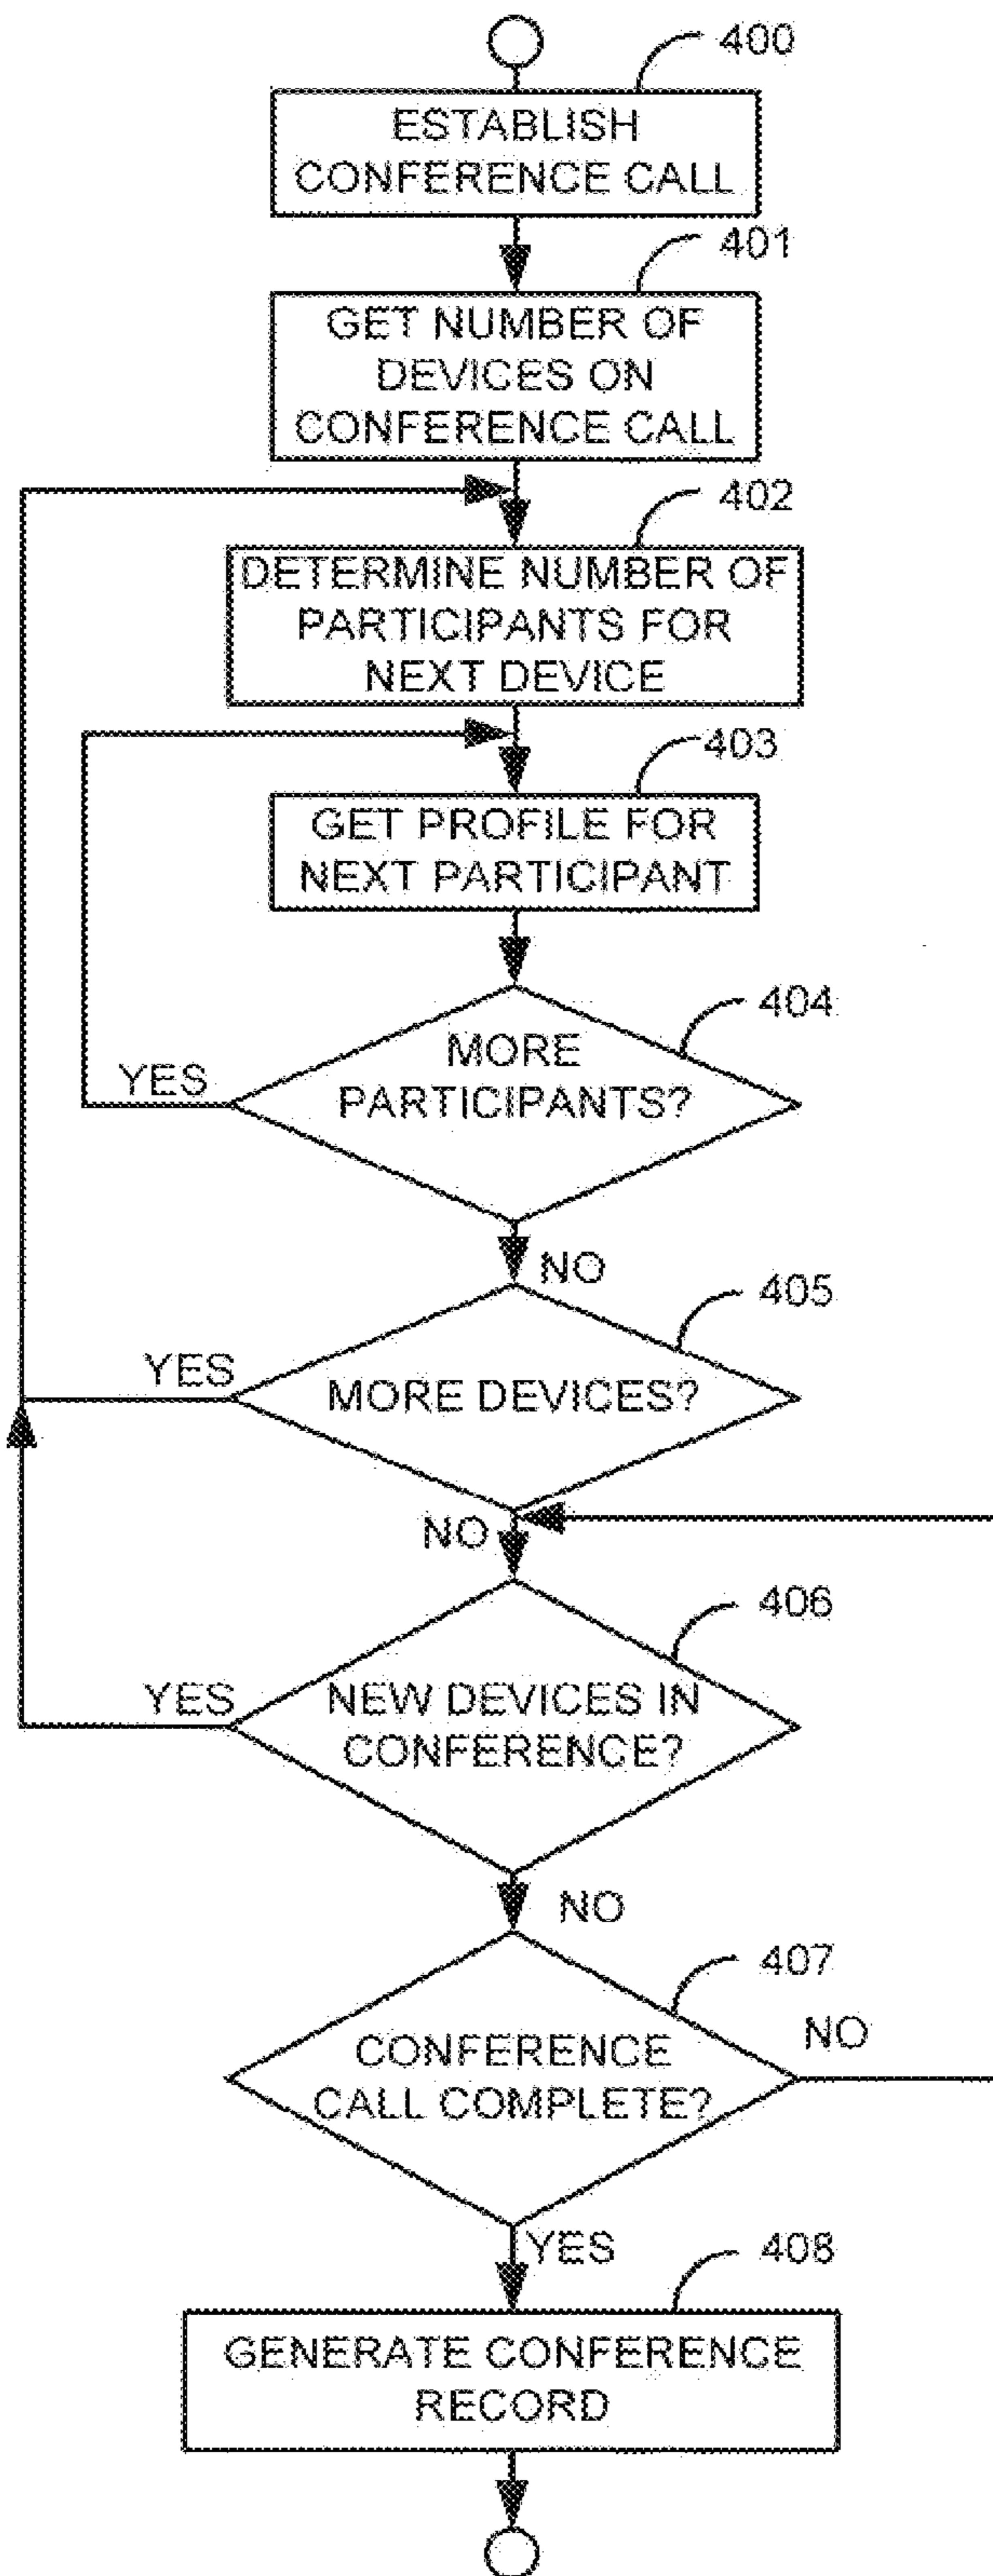 400
ESTABLISH
CONFERENCE CALL
401
GET NUMBER OF
DEVICES ON
CONFERENCE CALL
402
DETERMINE NUMBER OF
PARTICIPANTS FOR
NEXT DEVICE
403
GET PROFILE FOR
NEXT PARTICIPANT
404
MORE
PARTICIPANTS?
YES
NO
405
YES
MORE DEVICES?
NO
406
YES
NEW DEVICES IN
CONFERENCE?
NO
407
NO
CONFERENCE
CALL COMPLETE?
YES
408
GENERATE CONFERENCE
RECORD